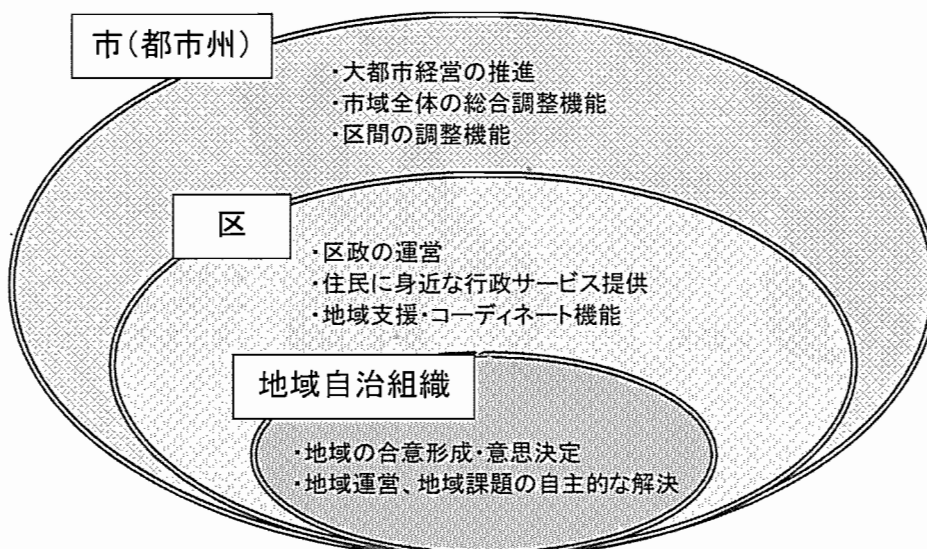 市(都市州)
・大都市経営の推進
・市域全体の総合調整機能
・区間の調整機能
区
・区政の運営
・住民に身近な行政サービス提供
・地域支援・コーディネート機能
地域自治組織
・地域の合意形成・意思決定
・地域運営、地域課題の自主的な解決